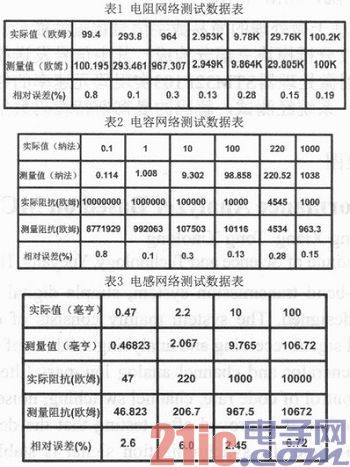 表1 电阻网络测试数据表
实际值（欧姆） 99.4 293.8 964 2.953K 9.78K 29.76K 100.2K
测量值（欧姆） 100.195 293.461 967.307 2.949K 9.864K 29.805K 100K
相对误差(%) 0.8 0.1 0.3 0.13 0.28 0.15 0.19
表2 电容网络测试数据表
实际值（纳法） 0.1 1 10 100 220 1000
测量值（纳法） 0.114 1.008 9.302 98.858 220.52 1038
实际阻抗(欧姆) 10000000 1000000 100000 10000 4545 1000
测量阻抗(欧姆) 8771929 992063 107503 10116 4534 963.3
相对误差(%) 0.8 0.1 0.3 0.13 0.28 0.15
表3 电感网络测试数据表
实际值（毫亨） 0.47 2.2 10 100
测量值（毫亨） 0.46823 2.067 9.765 106.72
实际阻抗(欧姆) 47 220 1000 10000
测量阻抗(欧姆) 46.823 206.7 967.5 10672
相对误差(%) 2.6 6.0 2.45 6.72
21ic电子网